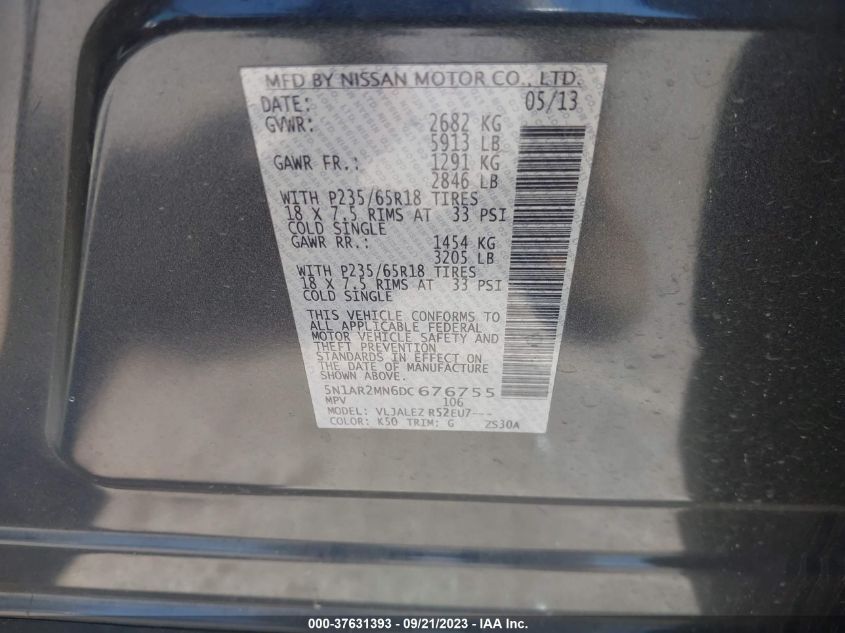 MFD BY NISSAN MOTOR CO., LTD.
DATE: 05/13
GVWR: 2682 KG
5913 LB
GAWR FR.: 1291 KG
2846 LB
WITH P235/65R18 TIRES
18 X 7.5 RIMS AT 33 PSI
COLD SINGLE
GAWR RR.: 1454 KG
3205 LB
WITH P235/65R18 TIRES
18 X 7.5 RIMS AT 33 PSI
COLD SINGLE
THIS VEHICLE CONFORMS TO
ALL APPLICABLE FEDERAL
MOTOR VEHICLE SAFETY AND
THEFT PREVENTION
STANDARDS IN EFFECT ON
THE DATE OF MANUFACTURE
SHOWN ABOVE.
5N1AR2MN6DC676755
MPV 106
MODEL: VLJALEZ R52EU7---
COLOR: K50 TRIM: G ZS30A
000-37631393 - 09/21/2023 - IAA Inc.